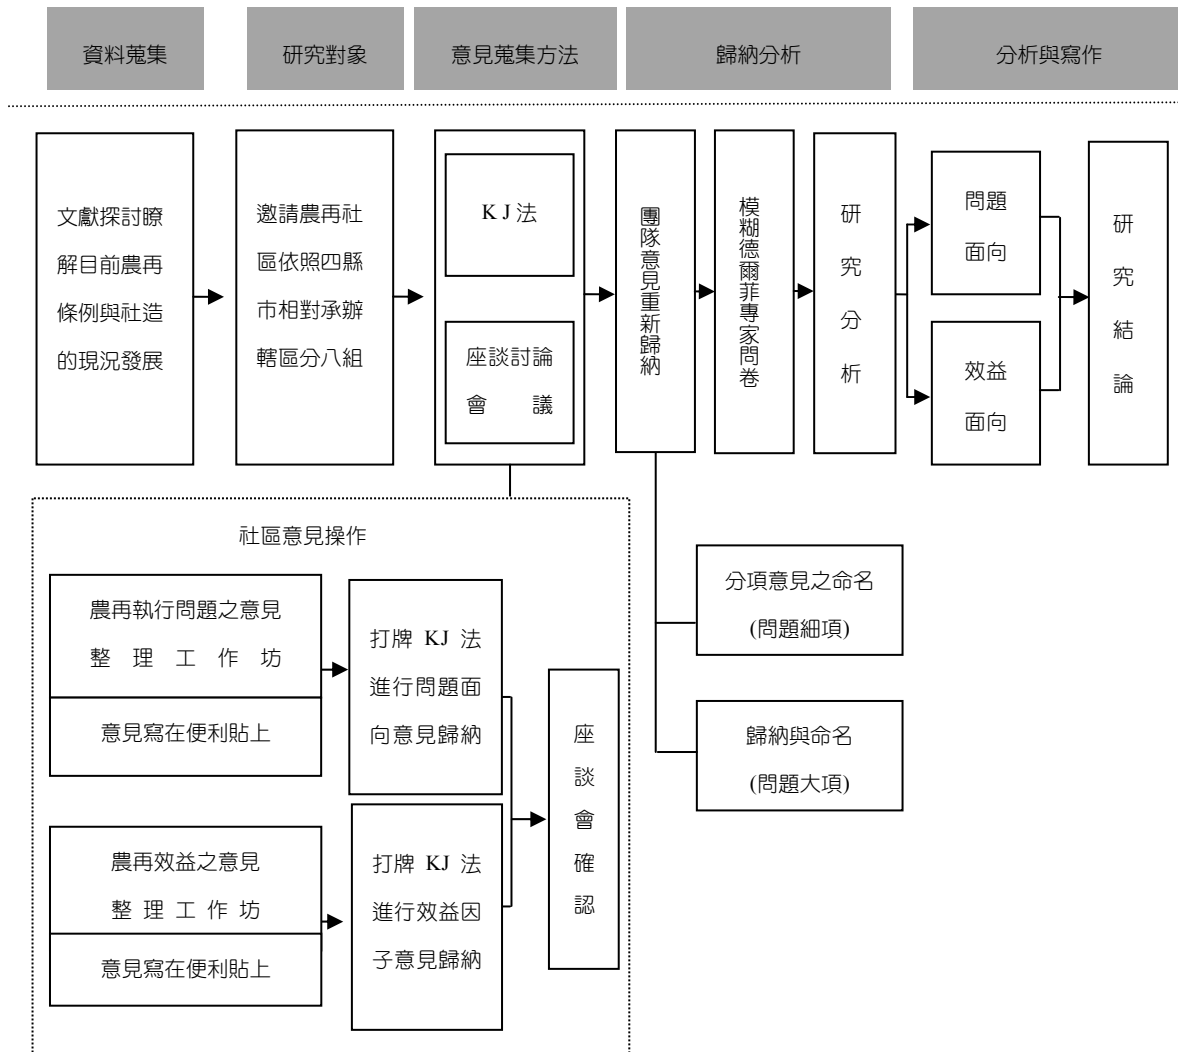 資料蒐集
研究對象
意見蒐集方法
歸納分析
分析與寫作
文獻探討瞭
解目前農再
條例與社造
的現況發展
邀請農再社
區依照四縣
市相對承辦
轄區分八組
KJ法
座談討論
會議
團隊意見重新歸納
模糊德爾菲專家問卷
研究分析
問題
面向
效益
面向
研究結論
社區意見操作
農再執行問題之意見
整理工作坊
意見寫在便利貼上
打牌 KJ 法
進行問題面
向意見歸納
農再效益之意見
整理工作坊
意見寫在便利貼上
打牌 KJ 法
進行效益因
子意見歸納
座談會確認
分項意見之命名
(問題細項)
歸納與命名
(問題大項)